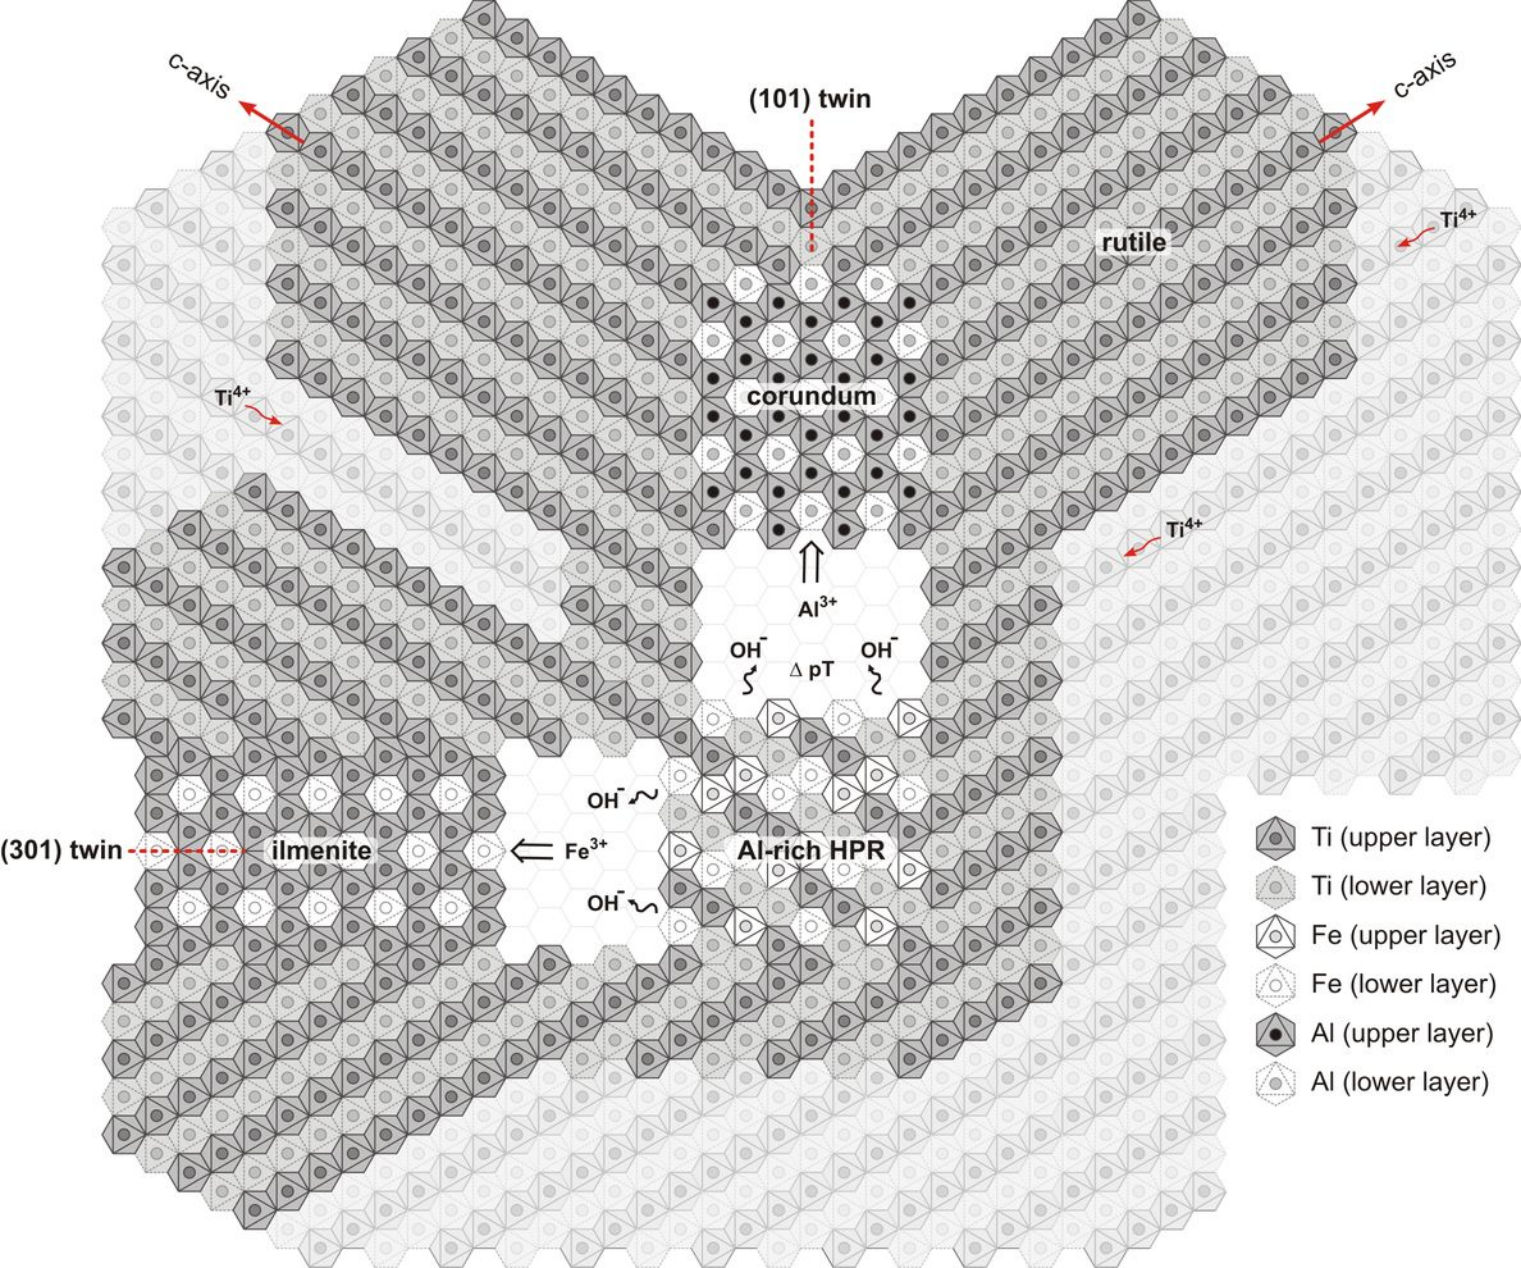 c-axis
c-axis
(101) twin
Ti4+
rutile
Ti4+
corundum
Ti4+
Al3+
OH-
OH-
Δ pT
OH-
(301) twin
ilmenite
Fe3+
Al-rich HPR
OH-
Ti (upper layer)
Ti (lower layer)
Fe (upper layer)
Fe (lower layer)
Al (upper layer)
Al (lower layer)